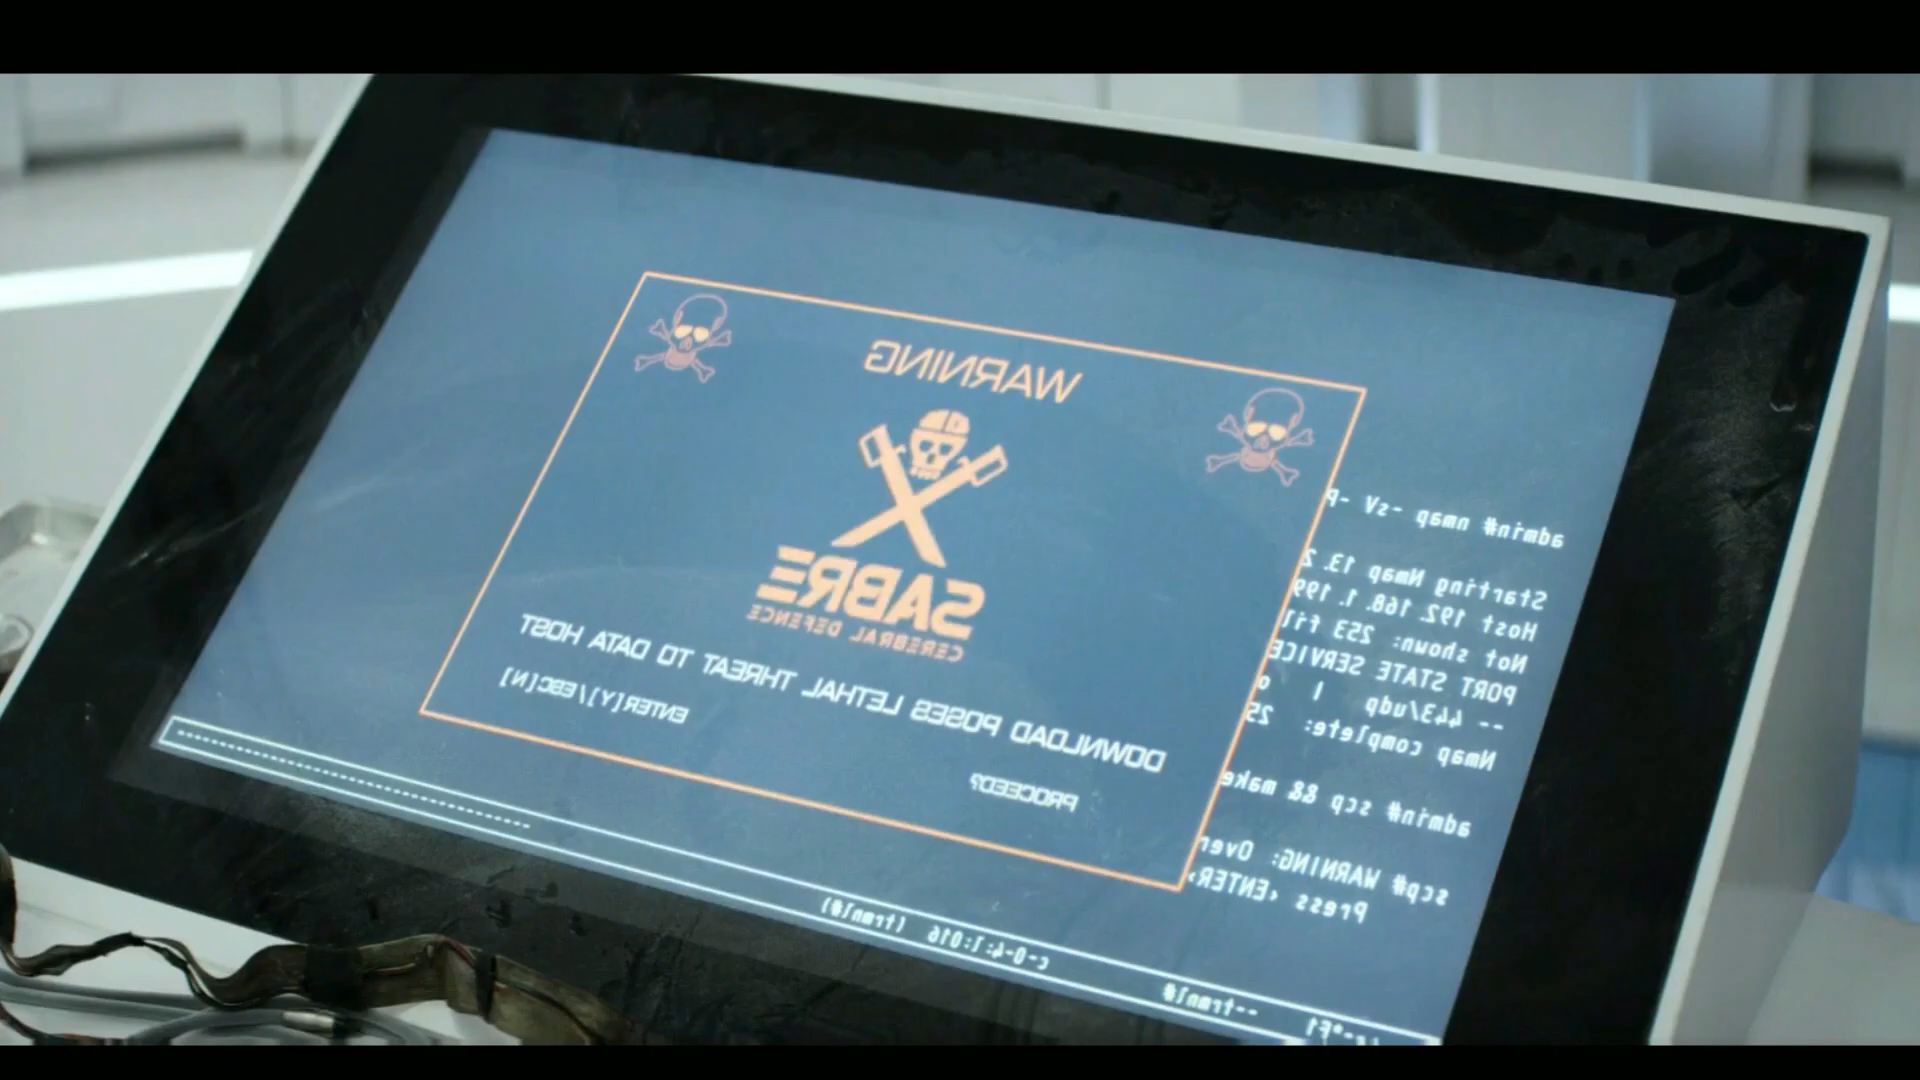 WARNING
SABRE
CEREBRAL DEFENCE
DOWNLOAD POSES LETHAL THREAT TO DATA HOST
PROCEED?
ENTER[Y]/ESC[N]
admin# nmap -sV -p
Starting Nmap 13.2
Host 192.168.1.199
Not shown: 253 fil
PORT STATE SERVICE
-- 443/udp l o
Nmap complete: 25
admin# scp && make
scp# WARNING: Over
Press <ENTER>
c-0-4:1:016 (trmnl#)
--trmnl#